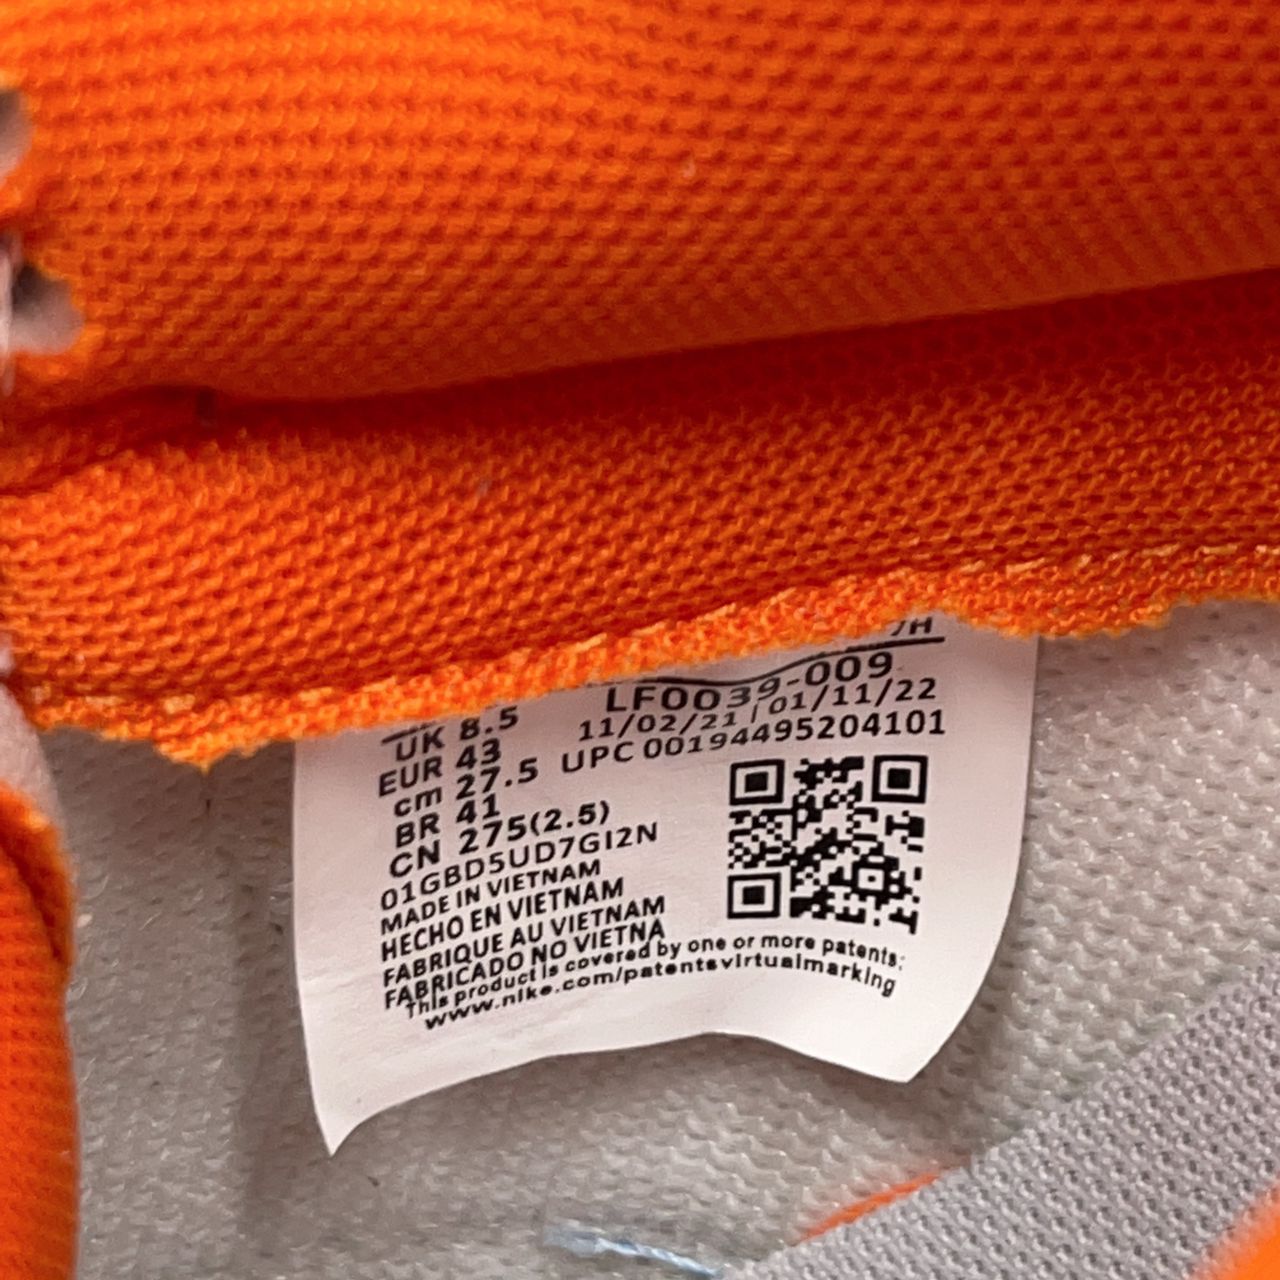 LF0039-009
UK 8.5 11/02/21 | 01/11/22
EUR 43 UPC 00194495204101
cm 27.5
BR 41
CN 275(2.5)
01GBD5UD7GI2N
MADE IN VIETNAM
HECHO EN VIETNAM
FABRIQUE AU VIETNAM
FABRICADO NO VIETNA
This product is covered by one or more patents:
www.nike.com/patentsvirtualmarking